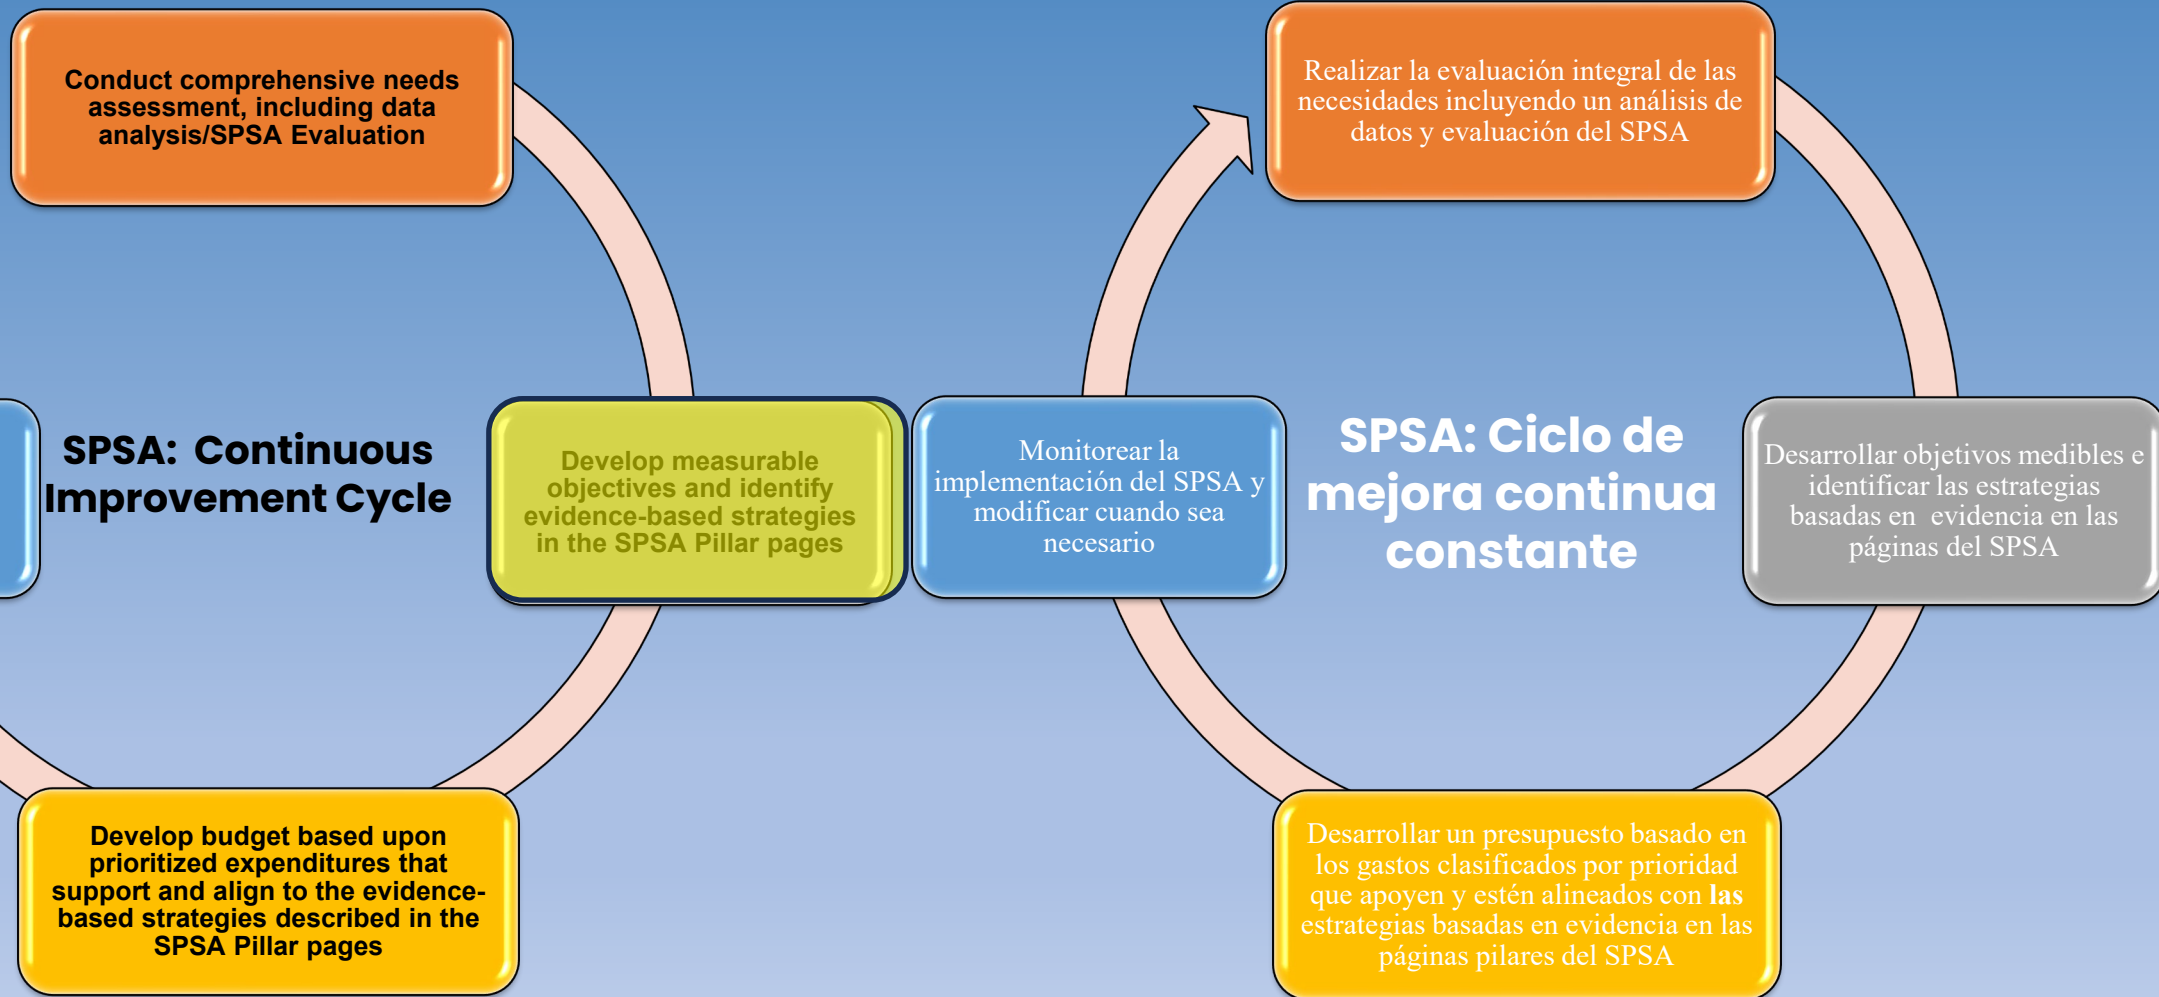 Conduct comprehensive needs
assessment, including data
analysis/SPSA Evaluation
SPSA:  Continuous
Improvement Cycle
Develop measurable
objectives and identify
evidence-based strategies
in the SPSA Pillar pages
Develop budget based upon
prioritized expenditures that
support and align to the evidence-
based strategies described in the
SPSA Pillar pages
Realizar la evaluación integral de las
necesidades incluyendo un análisis de
datos y evaluación del SPSA
Monitorear la
implementación del SPSA y
modificar cuando sea
necesario
SPSA: Ciclo de
mejora continua
constante
Desarrollar objetivos medibles e
identificar las estrategias
basadas en  evidencia en las
páginas del SPSA
Desarrollar un presupuesto basado en
los gastos clasificados por prioridad
que apoyen y estén alineados con las
estrategias basadas en evidencia en las
páginas pilares del SPSA